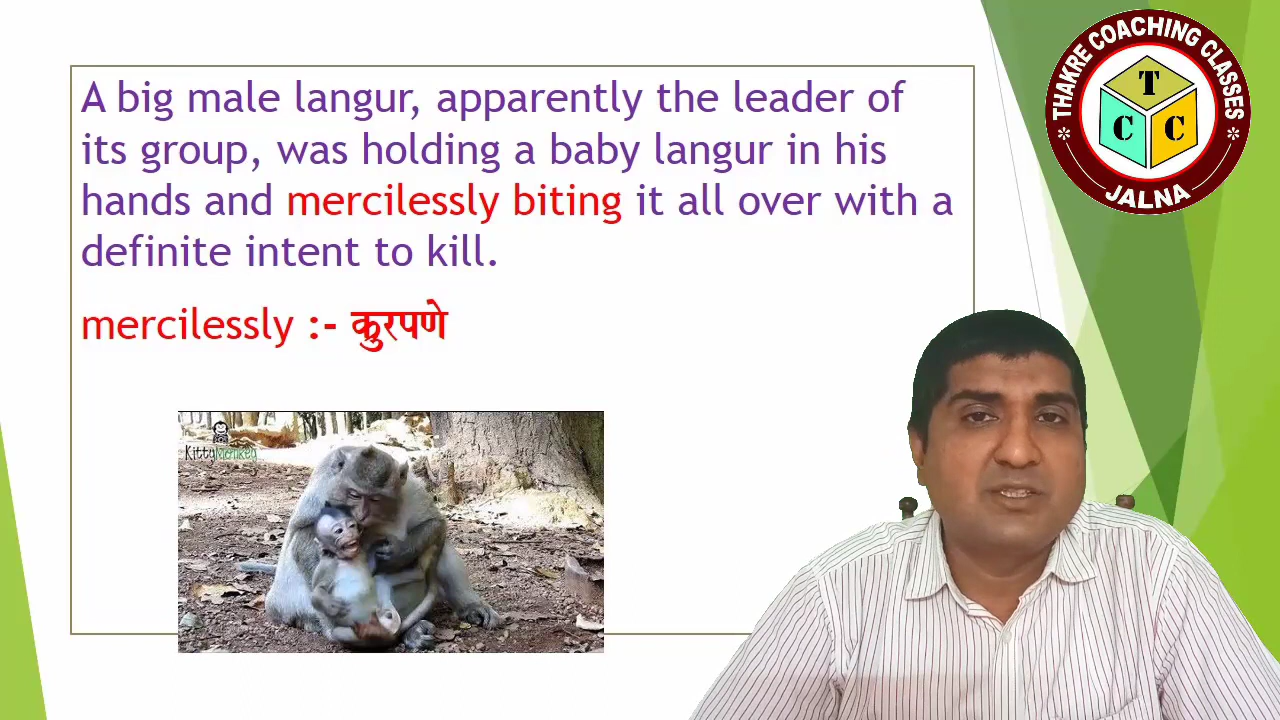 A big male langur, apparently the leader of
its group, was holding a baby langur in his
hands and mercilessly biting it all over with a
definite intent to kill.
mercilessly :- क्रुरपणे
KittyMonkey
THAKRE COACHING CLASSES
T
C C
JALNA